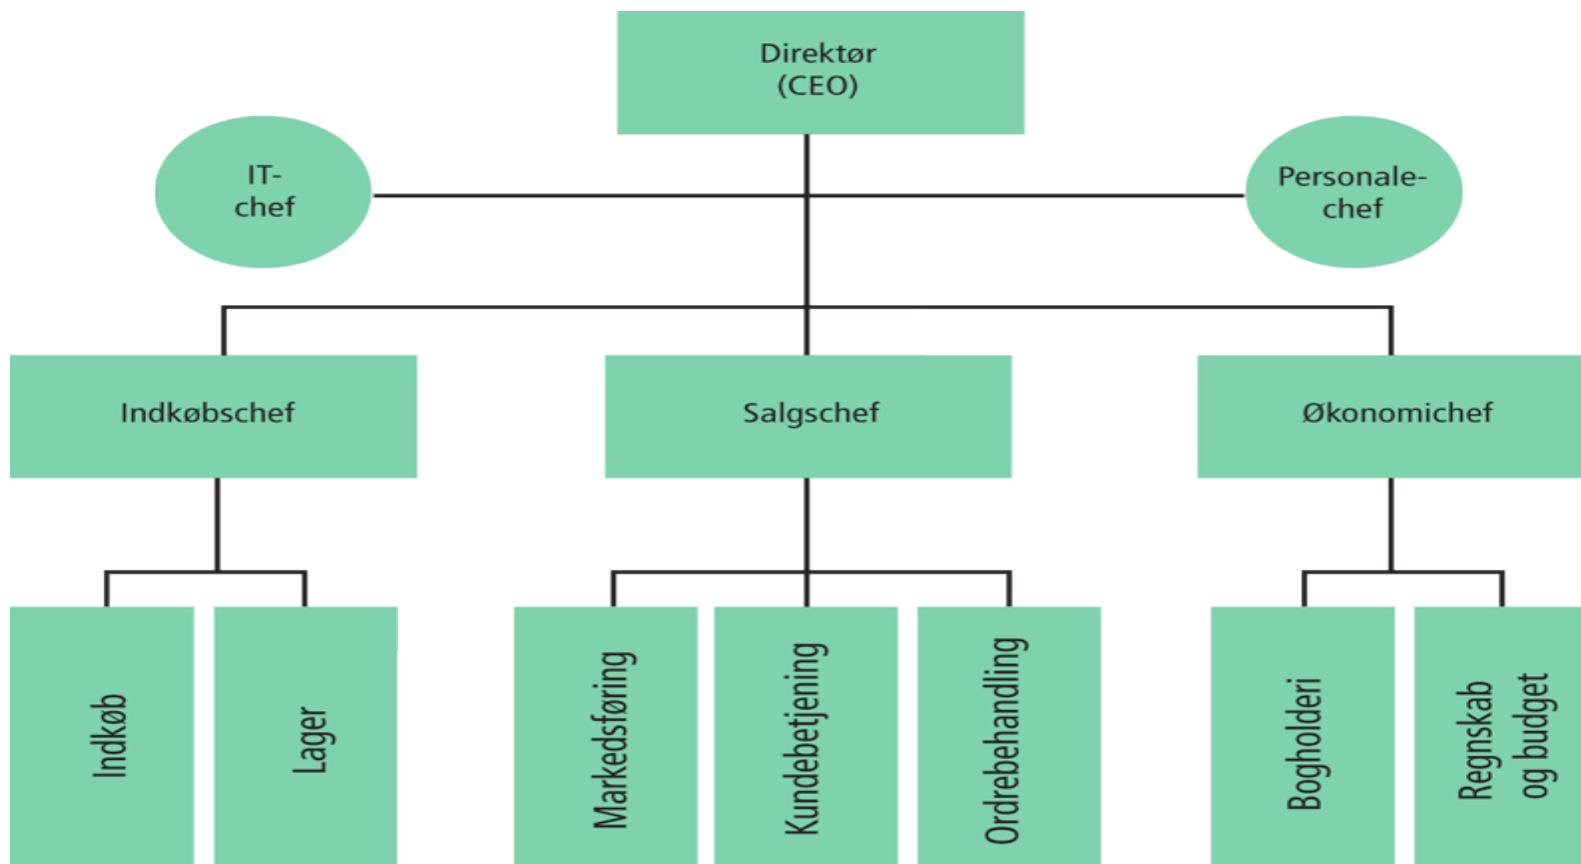 Direktør
(CEO)
IT-
chef
Personale-
chef
Indkøbschef
Salgschef
Økonomichef
Indkøb
Lager
Markedsføring
Kundebetjening
Ordrebehandling
Bogholderi
Regnskab
og budget